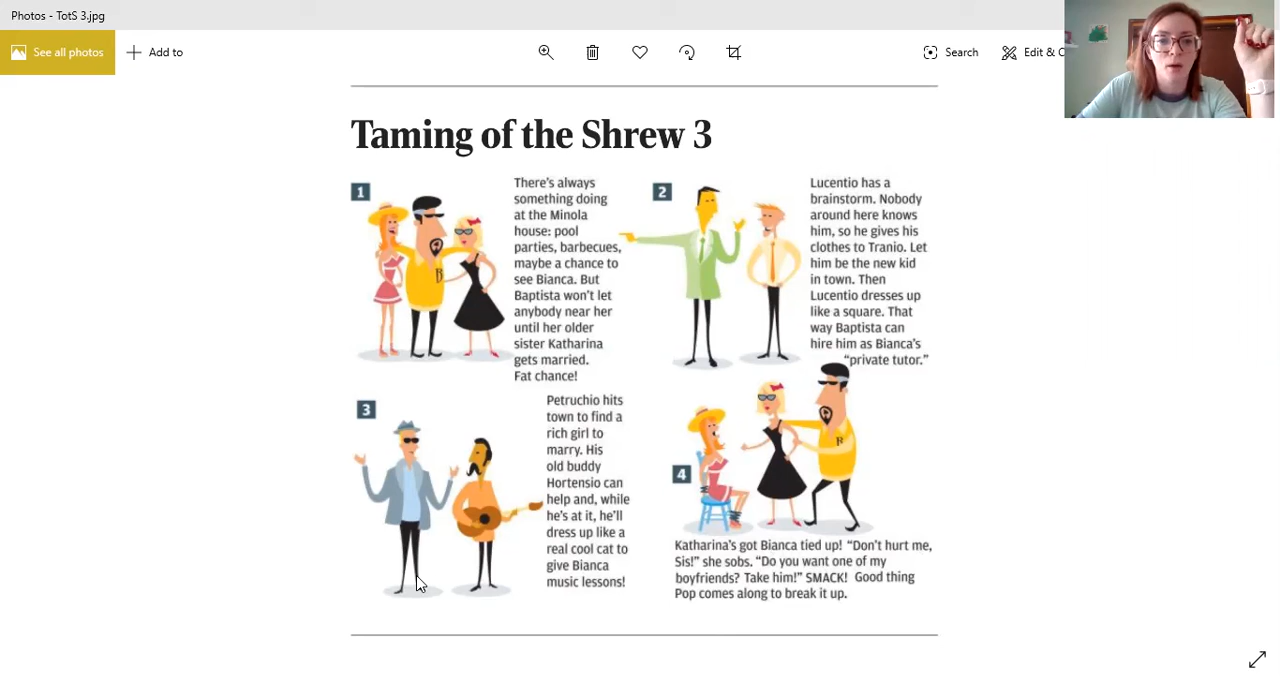 Photos - TotS 3.jpg
See all photos
Add to
Search
Edit & C
Taming of the Shrew 3
1
There's always
something doing
at the Minola
house: pool
parties, barbecues,
maybe a chance to
see Bianca. But
Baptista won't let
anybody near her
until her older
sister Katharina
gets married.
Fat chance!
B
2
Lucentio has a
brainstorm. Nobody
around here knows
him, so he gives his
clothes to Tranio. Let
him be the new kid
in town. Then
Lucentio dresses up
like a square. That
way Baptista can
hire him as Bianca's
"private tutor."
3
Petruchio hits
town to find a
rich girl to
marry. His
old buddy
Hortensio can
help and, while
he's at it, he'll
dress up like a
real cool cat to
give Bianca
music lessons!
4
B
Katharina's got Bianca tied up! "Don't hurt me,
Sis!" she sobs. "Do you want one of my
boyfriends? Take him!" SMACK! Good thing
Pop comes along to break it up.